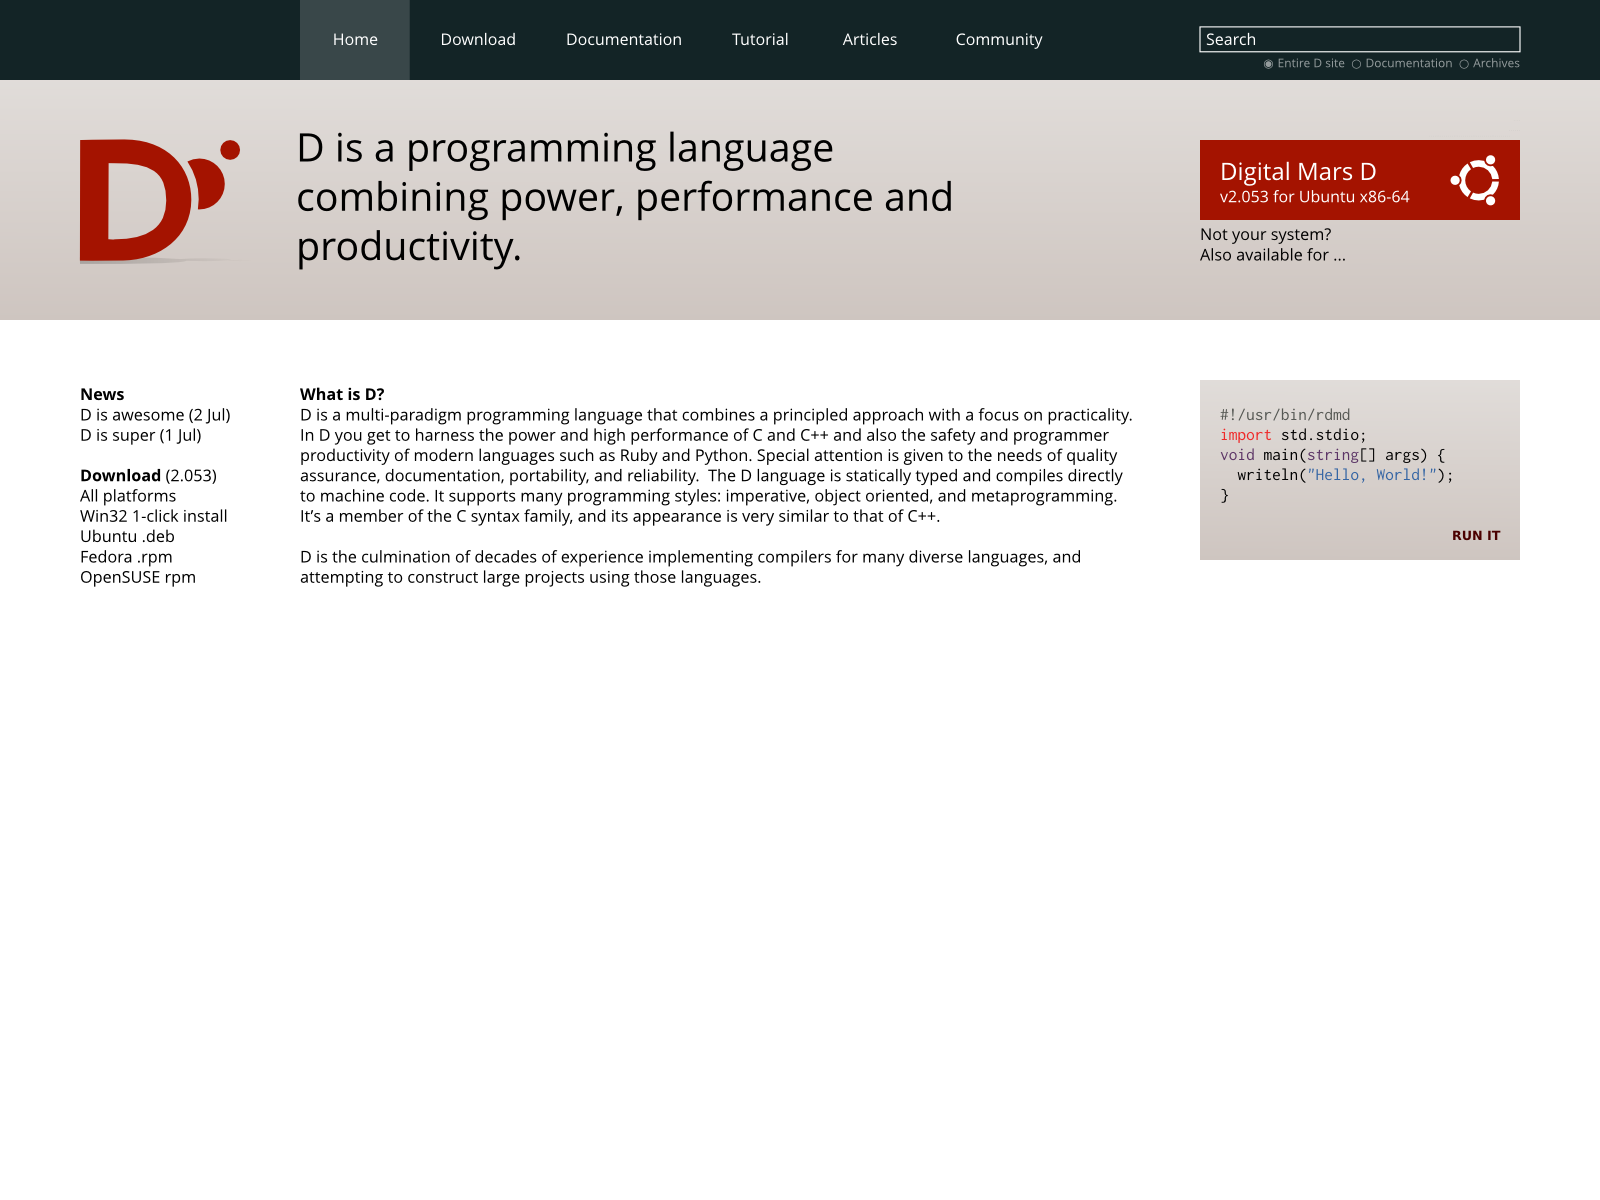 Home Download Documentation Tutorial Articles Community
Search
◉ Entire D site ○ Documentation ○ Archives
D
D is a programming language
combining power, performance and
productivity.
Digital Mars D
v2.053 for Ubuntu x86-64
Not your system?
Also available for ...
News
D is awesome (2 Jul)
D is super (1 Jul)
Download (2.053)
All platforms
Win32 1-click install
Ubuntu .deb
Fedora .rpm
OpenSUSE rpm
What is D?
D is a multi-paradigm programming language that combines a principled approach with a focus on practicality.
In D you get to harness the power and high performance of C and C++ and also the safety and programmer
productivity of modern languages such as Ruby and Python. Special attention is given to the needs of quality
assurance, documentation, portability, and reliability.  The D language is statically typed and compiles directly
to machine code. It supports many programming styles: imperative, object oriented, and metaprogramming.
It’s a member of the C syntax family, and its appearance is very similar to that of C++.
D is the culmination of decades of experience implementing compilers for many diverse languages, and
attempting to construct large projects using those languages.
#!/usr/bin/rdmd
import std.stdio;
void main(string[] args) {
  writeln("Hello, World!");
}
RUN IT